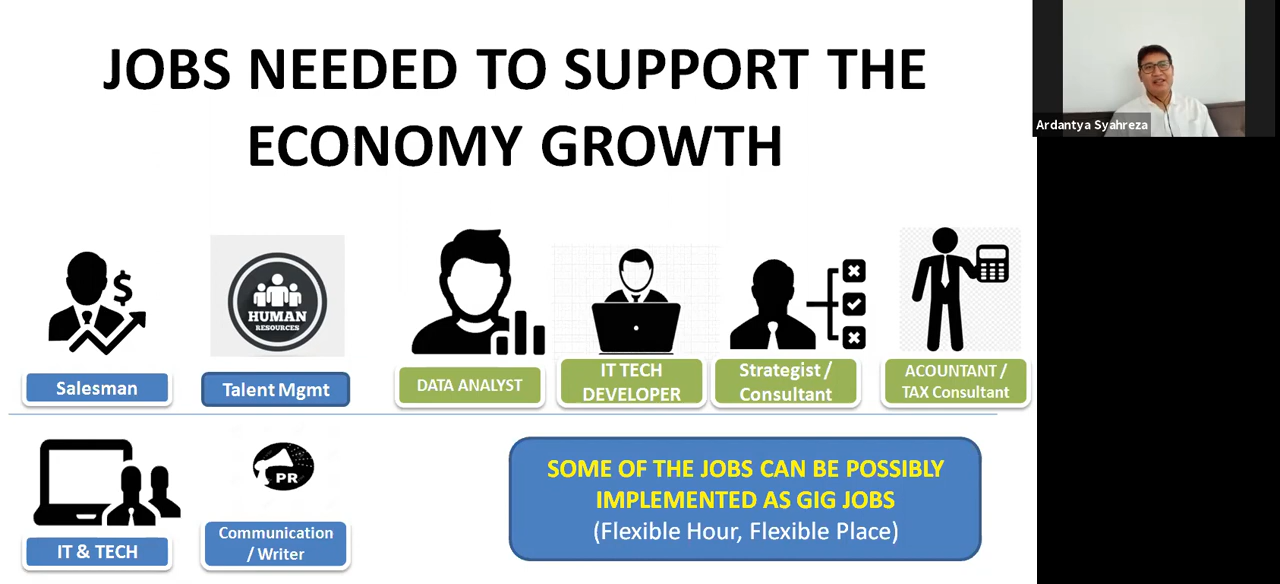 JOBS NEEDED TO SUPPORT THE
ECONOMY GROWTH
Ardantya Syahreza
HUMAN
RESOURCES
Salesman
Talent Mgmt
DATA ANALYST
IT TECH
DEVELOPER
Strategist /
Consultant
ACOUNTANT /
TAX Consultant
PR
IT & TECH
Communication
/ Writer
SOME OF THE JOBS CAN BE POSSIBLY
IMPLEMENTED AS GIG JOBS
(Flexible Hour, Flexible Place)